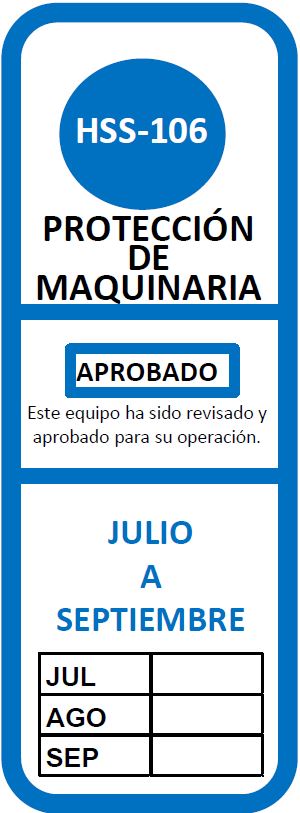 HSS-106
PROTECCIÓN
DE
MAQUINARIA
APROBADO
Este equipo ha sido revisado y
aprobado para su operación.
JULIO
A
SEPTIEMBRE
JUL
AGO
SEP